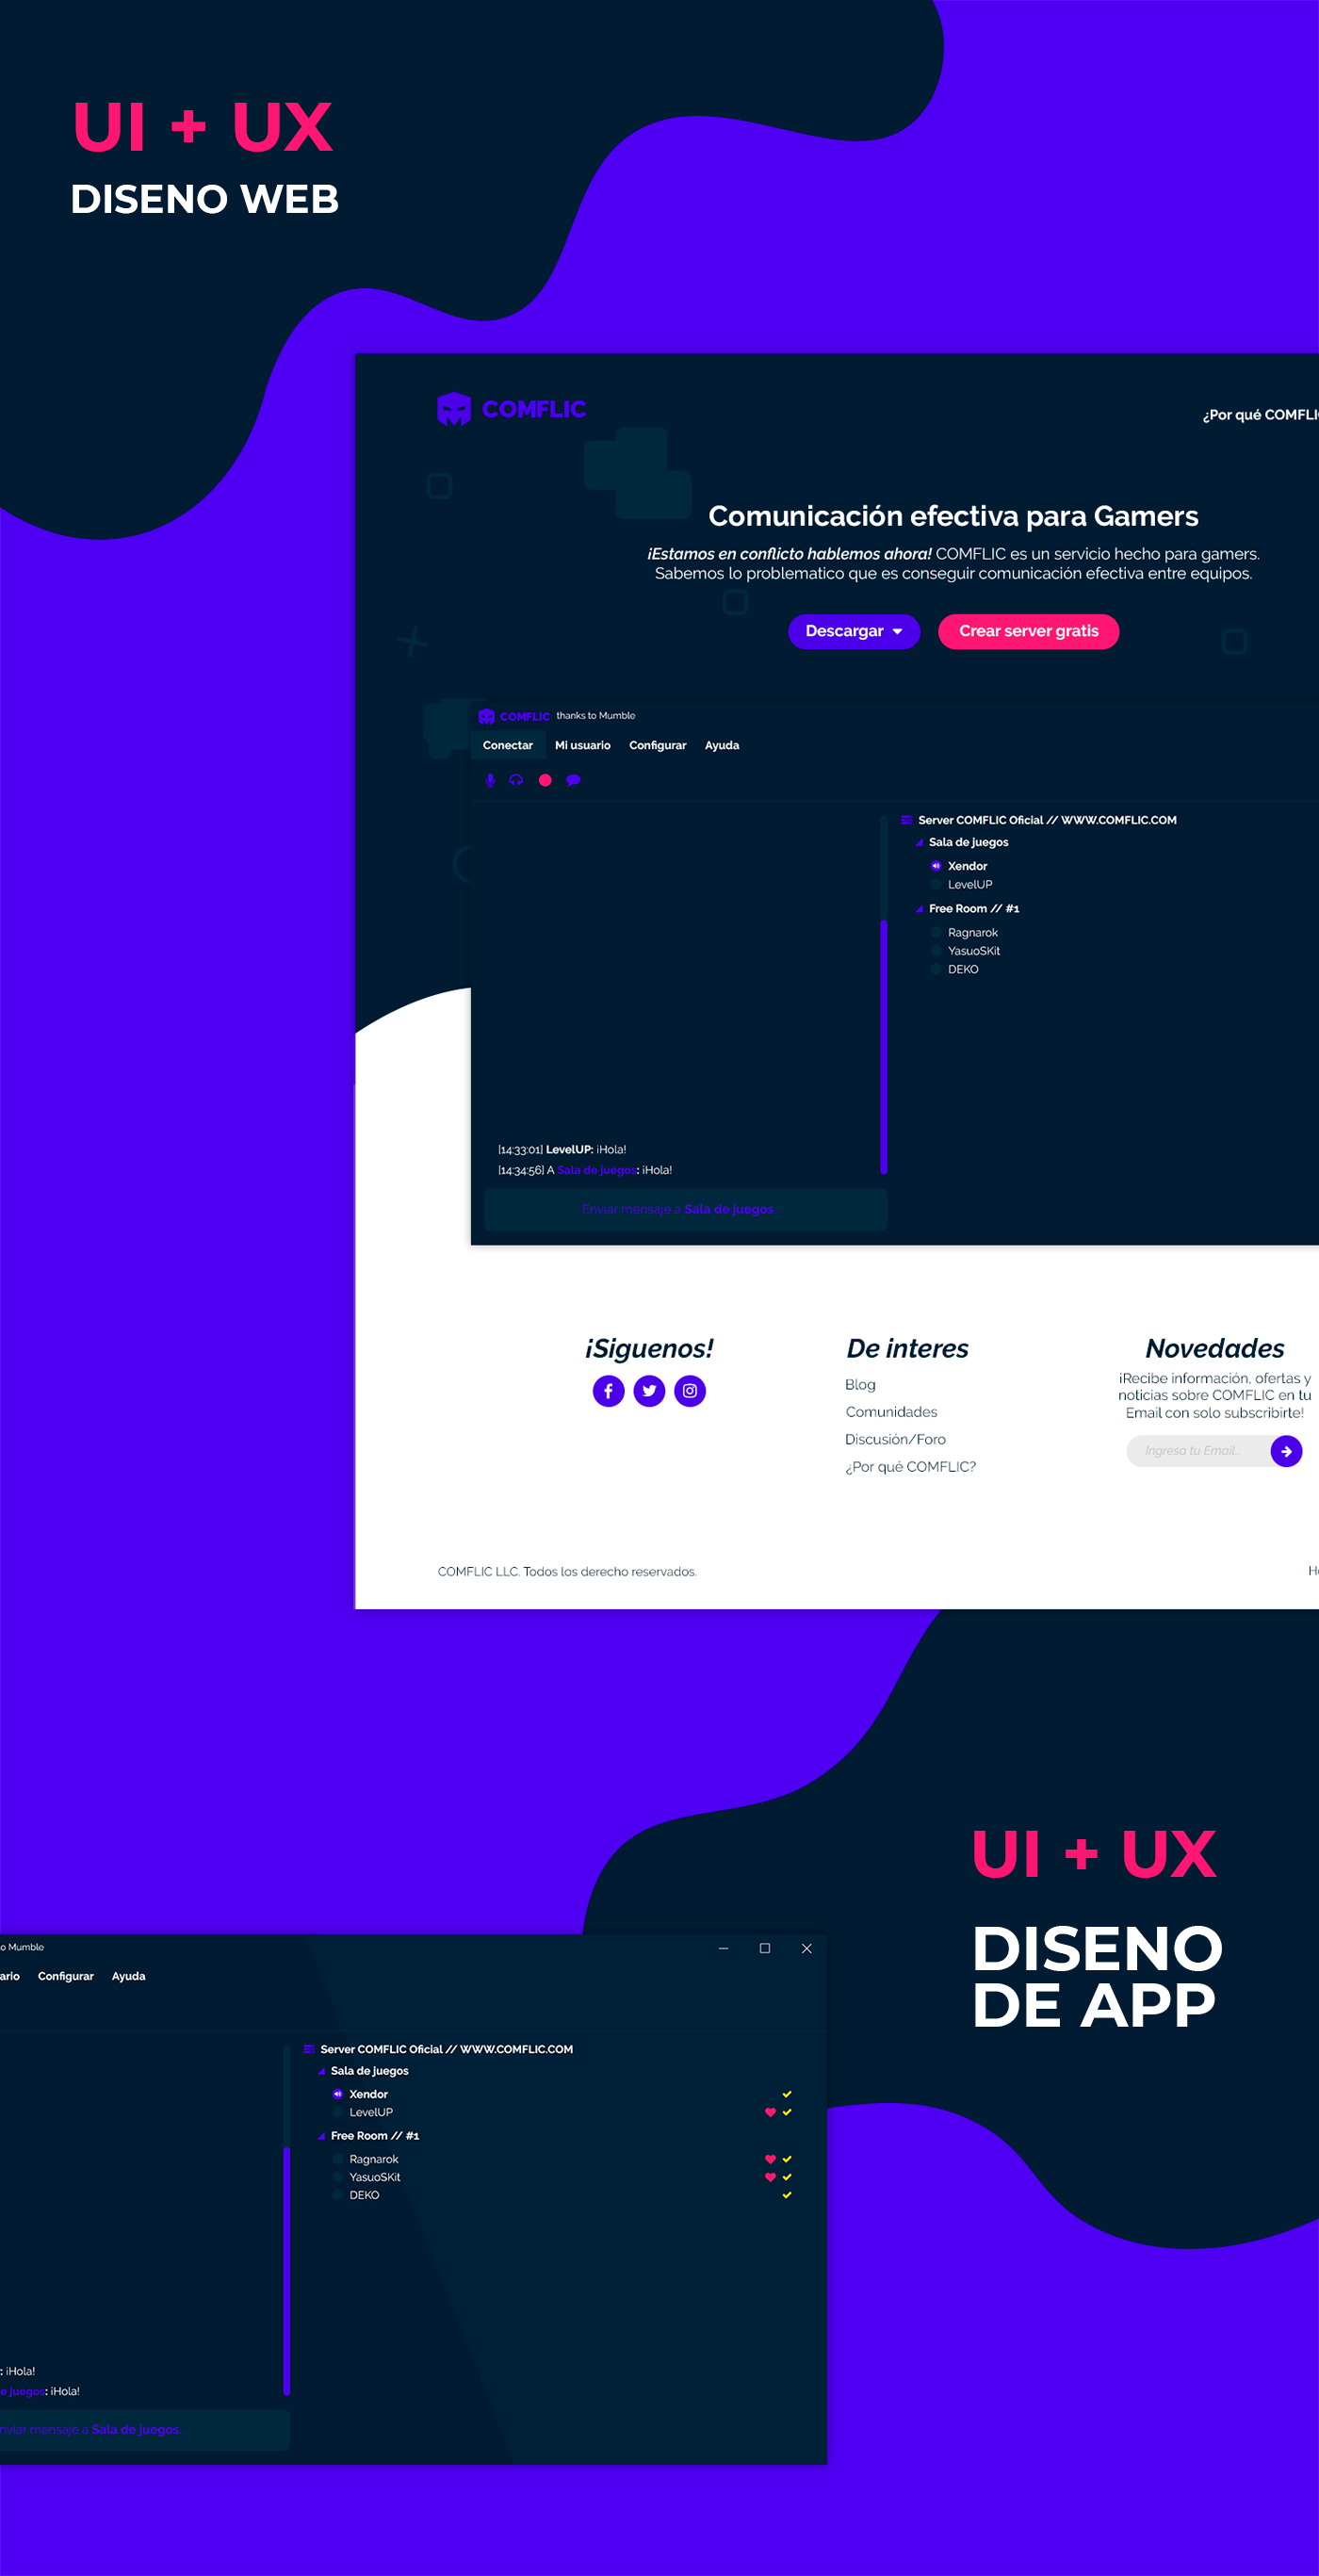 UI + UX
DISENO WEB
COMFLIC
¿Por qué COMFLIC
Comunicación efectiva para Gamers
¡Estamos en conflicto hablemos ahora! COMFLIC es un servicio hecho para gamers.
Sabemos lo problematico que es conseguir comunicación efectiva entre equipos.
Descargar
Crear server gratis
COMFLIC thanks to Mumble
Conectar Mi usuario Configurar Ayuda
Server COMFLIC Oficial // WWW.COMFLIC.COM
Sala de juegos
Xendor
LevelUP
Free Room // #1
Ragnarok
YasuoSKit
DEKO
[14:33:01] LevelUP: ¡Hola!
[14:34:56] A Sala de juegos: ¡Hola!
Enviar mensaje a Sala de juegos...
¡Siguenos!
De interes
Blog
Comunidades
Discusión/Foro
¿Por qué COMFLIC?
Novedades
¡Recibe información, ofertas y
noticias sobre COMFLIC en tu
Email con solo subscribirte!
Ingresa tu Email...
COMFLIC LLC. Todos los derecho reservados.
UI + UX
DISENO
DE APP
to Mumble
ario Configurar Ayuda
Server COMFLIC Oficial // WWW.COMFLIC.COM
Sala de juegos
Xendor
LevelUP
Free Room // #1
Ragnarok
YasuoSKit
DEKO
: ¡Hola!
e juegos: ¡Hola!
nviar mensaje a Sala de juegos...